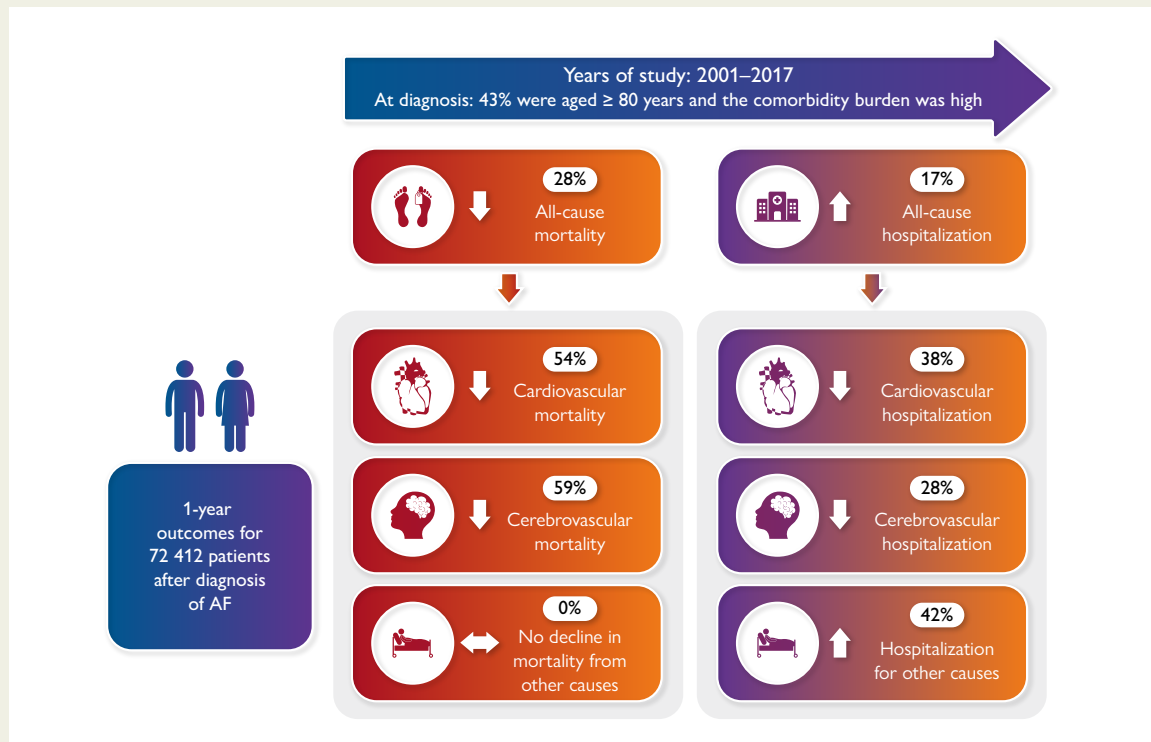 Years of study: 2001–2017
At diagnosis: 43% were aged ≥ 80 years and the comorbidity burden was high
28%
All-cause
mortality
17%
All-cause
hospitalization
54%
Cardiovascular
mortality
38%
Cardiovascular
hospitalization
59%
Cerebrovascular
mortality
28%
Cerebrovascular
hospitalization
0%
No decline in
mortality from
other causes
42%
Hospitalization
for other causes
1-year
outcomes for
72 412 patients
after diagnosis
of AF